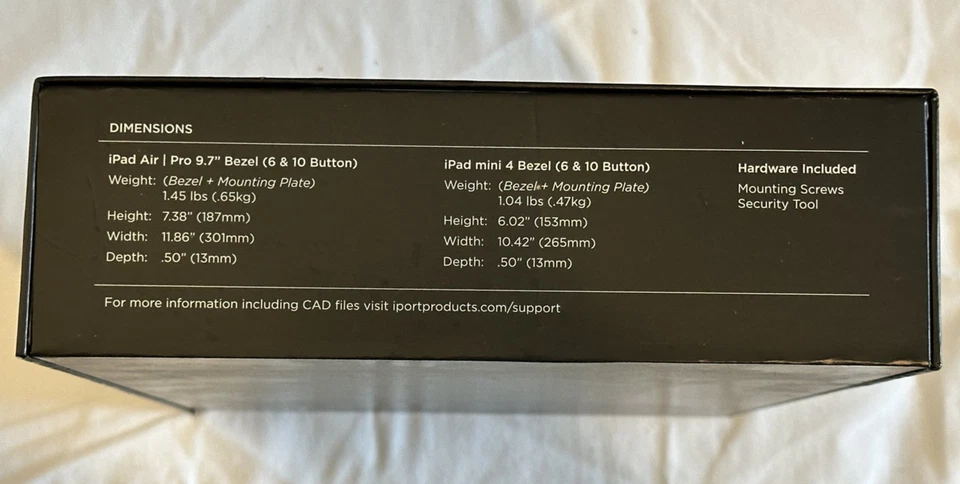 DIMENSIONS
iPad Air | Pro 9.7” Bezel (6 & 10 Button)
Weight: (Bezel + Mounting Plate)
1.45 lbs (.65kg)
Height: 7.38” (187mm)
Width: 11.86” (301mm)
Depth: .50” (13mm)
iPad mini 4 Bezel (6 & 10 Button)
Weight: (Bezel + Mounting Plate)
1.04 lbs (.47kg)
Height: 6.02” (153mm)
Width: 10.42” (265mm)
Depth: .50” (13mm)
Hardware Included
Mounting Screws
Security Tool
For more information including CAD files visit iportproducts.com/support